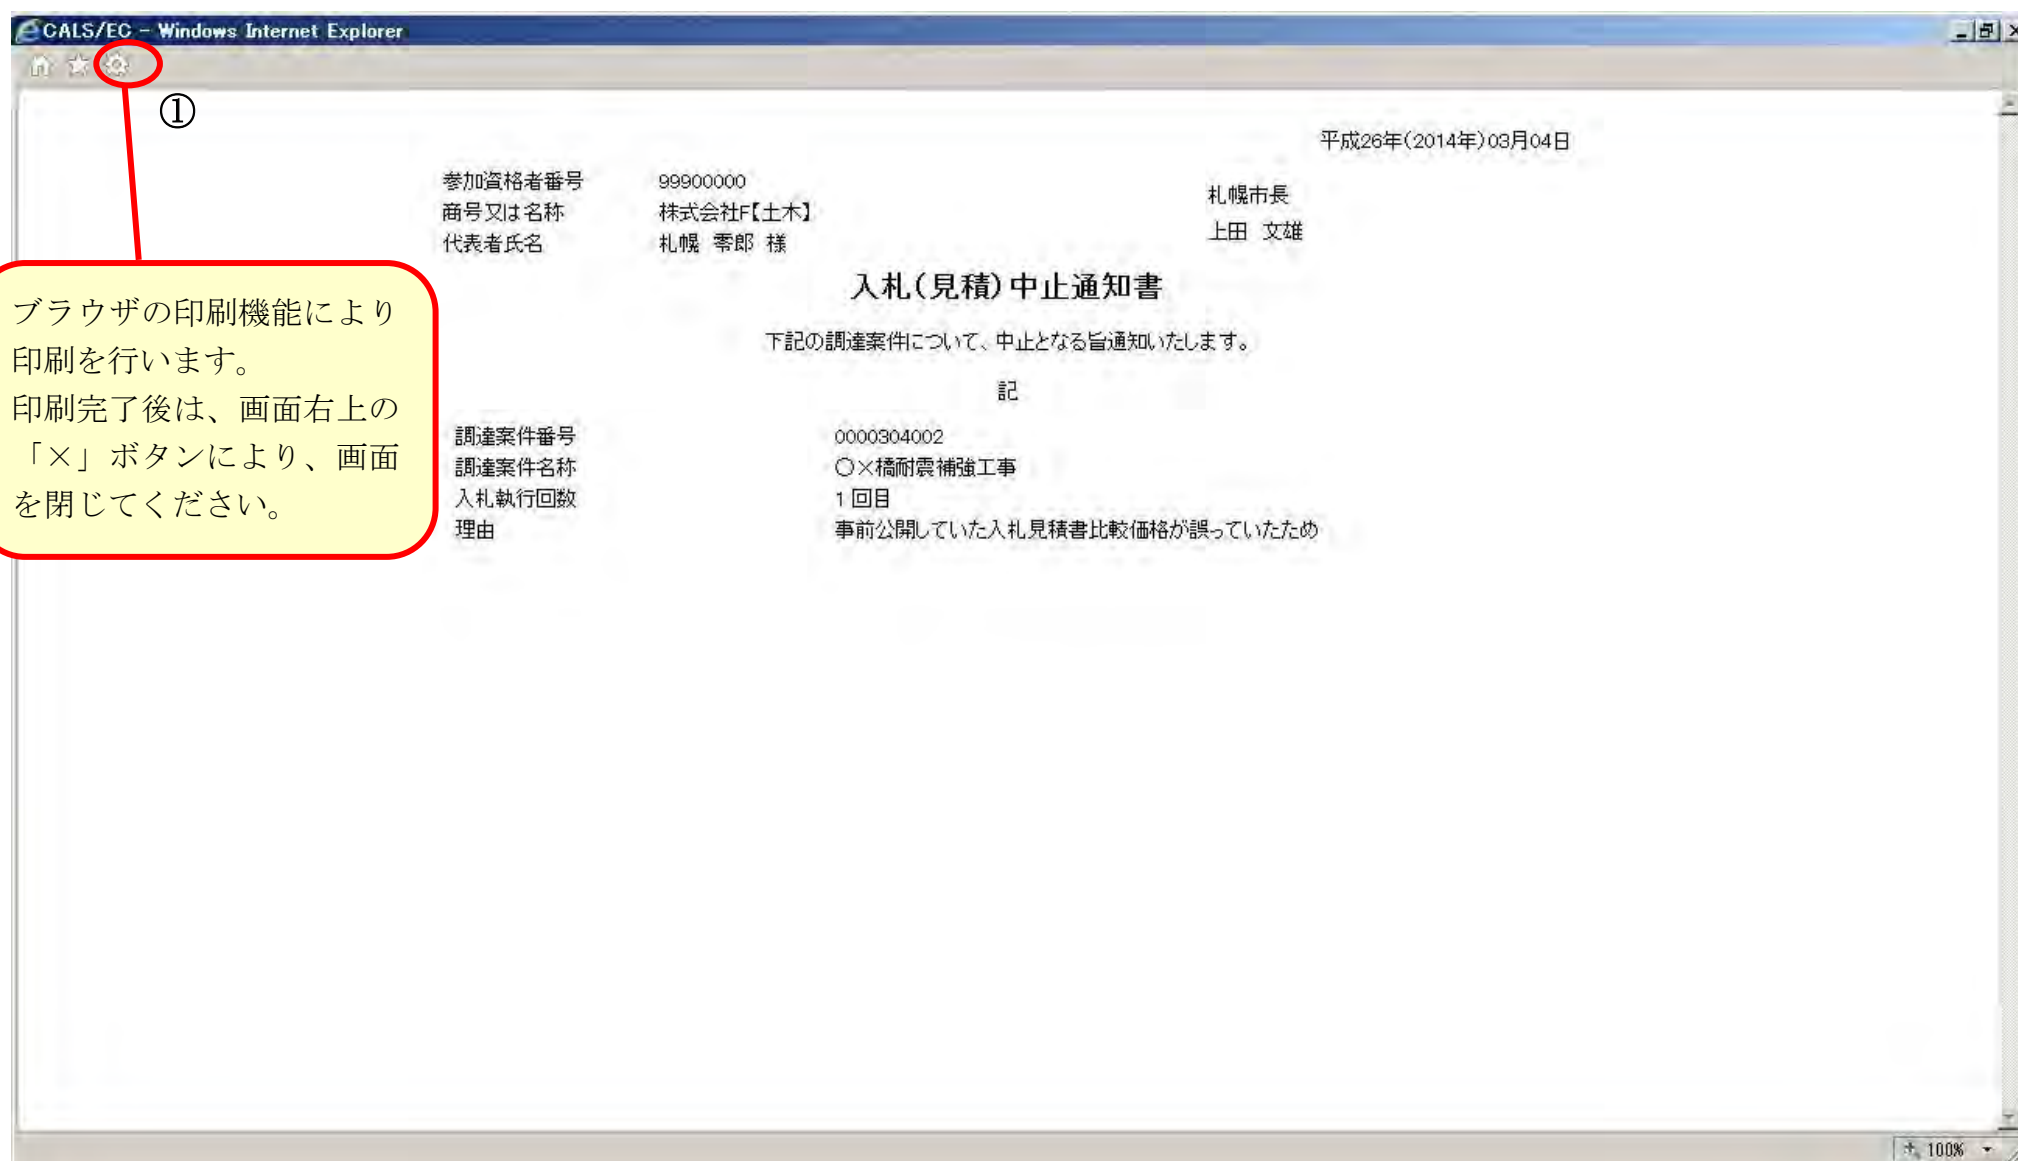 CALS/EC - Windows Internet Explorer
①
平成26年(2014年)03月04日
参加資格者番号 99900000
商号又は名称 株式会社F【土木】
代表者氏名 札幌 零郎 様
札幌市長
上田 文雄
入札(見積)中止通知書
下記の調達案件について、中止となる旨通知いたします。
記
調達案件番号 0000304002
調達案件名称 ○×橋耐震補強工事
入札執行回数 1回目
理由 事前公開していた入札見積書比較価格が誤っていたため
ブラウザの印刷機能により
印刷を行います。
印刷完了後は、画面右上の
「×」ボタンにより、画面
を閉じてください。
100%